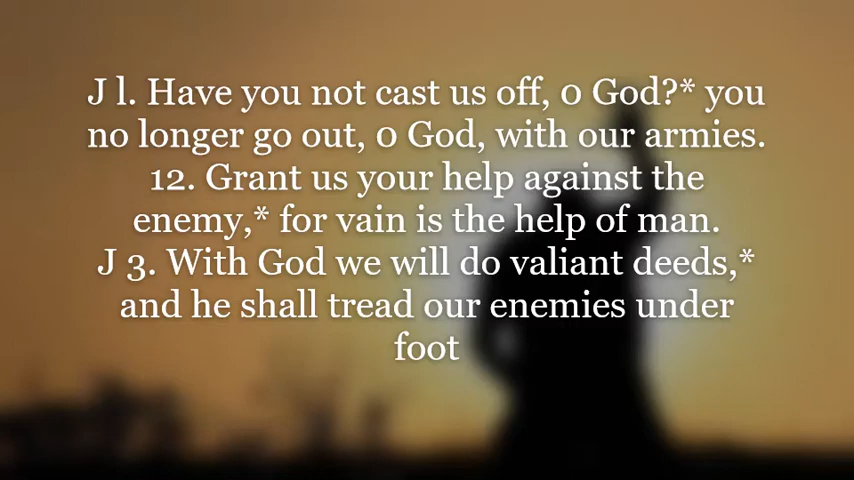 J l. Have you not cast us off, 0 God?* you
no longer go out, 0 God, with our armies.
12. Grant us your help against the
enemy,* for vain is the help of man.
J 3. With God we will do valiant deeds,*
and he shall tread our enemies under
foot